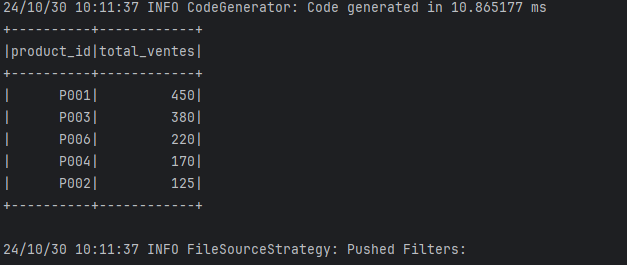 24/10/30 10:11:37 INFO CodeGenerator: Code generated in 10.865177 ms
+----------+------------+
|product_id|total_ventes|
+----------+------------+
|      P001|         450|
|      P003|         380|
|      P006|         220|
|      P004|         170|
|      P002|         125|
+----------+------------+
24/10/30 10:11:37 INFO FileSourceStrategy: Pushed Filters: